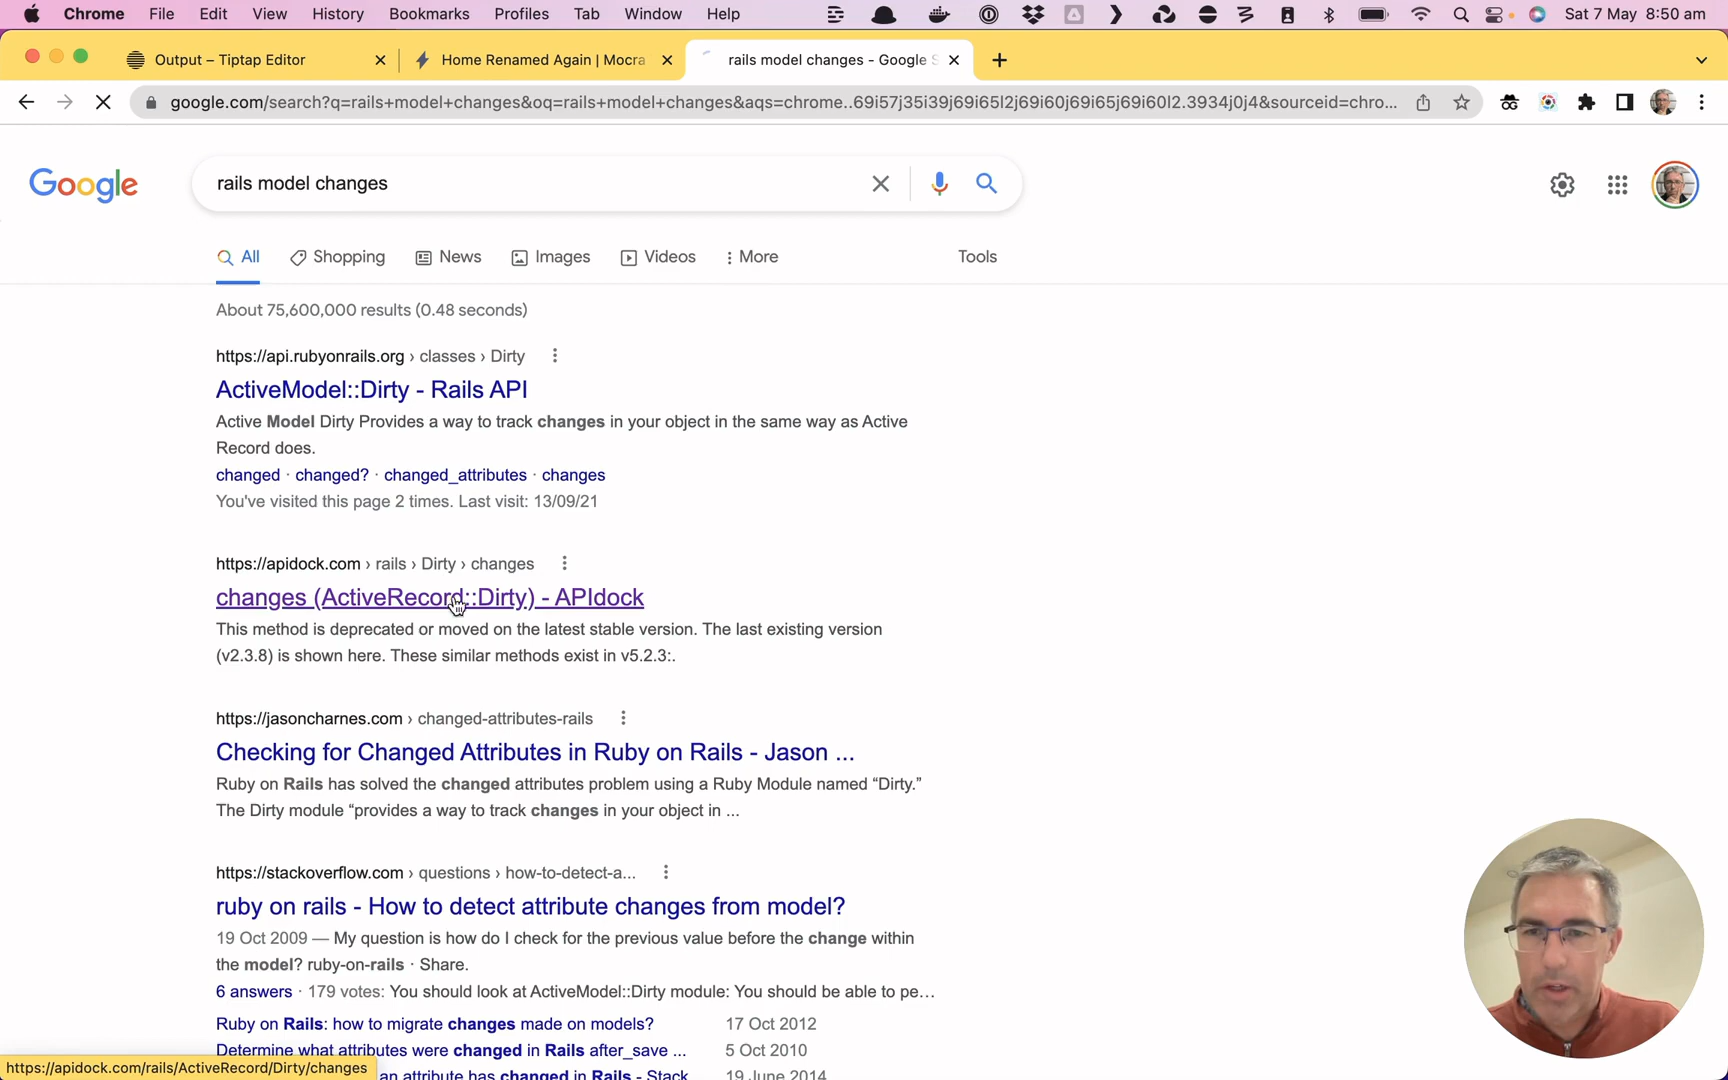 Chrome File Edit View History Bookmarks Profiles Tab Window Help Sat 7 May 8:50 am
Output – Tiptap Editor
Home Renamed Again | Mocra
rails model changes - Google S
google.com/search?q=rails+model+changes&oq=rails+model+changes&aqs=chrome..69i57j35i39j69i65l2j69i60j69i65j69i60l2.3934j0j4&sourceid=chro...
Google
rails model changes
All Shopping News Images Videos More Tools
About 75,600,000 results (0.48 seconds)
https://api.rubyonrails.org › classes › Dirty
ActiveModel::Dirty - Rails API
Active Model Dirty Provides a way to track changes in your object in the same way as Active
Record does.
changed · changed? · changed_attributes · changes
You've visited this page 2 times. Last visit: 13/09/21
https://apidock.com › rails › Dirty › changes
changes (ActiveRecord::Dirty) - APIdock
This method is deprecated or moved on the latest stable version. The last existing version
(v2.3.8) is shown here. These similar methods exist in v5.2.3:.
https://jasoncharnes.com › changed-attributes-rails
Checking for Changed Attributes in Ruby on Rails - Jason ...
Ruby on Rails has solved the changed attributes problem using a Ruby Module named “Dirty.”
The Dirty module “provides a way to track changes in your object in ...
https://stackoverflow.com › questions › how-to-detect-a...
ruby on rails - How to detect attribute changes from model?
19 Oct 2009 — My question is how do I check for the previous value before the change within
the model? ruby-on-rails · Share.
6 answers · 179 votes: You should look at ActiveModel::Dirty module: You should be able to pe...
Ruby on Rails: how to migrate changes made on models? 17 Oct 2012
Determine what attributes were changed in Rails after_save ... 5 Oct 2010
an attribute has changed in Rails - Stack 19 June 2014
https://apidock.com/rails/ActiveRecord/Dirty/changes